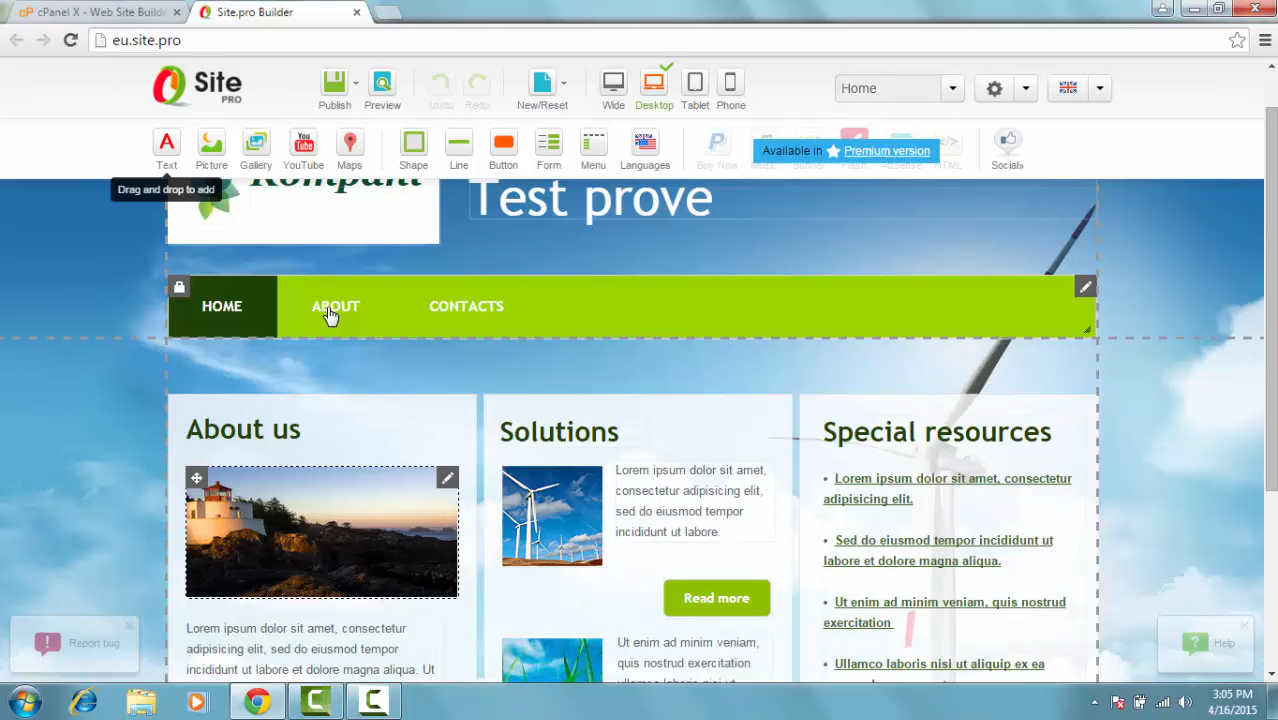 cPanel X - Web Site Builder
Site.pro Builder
eu.site.pro
Site
PRO
Publish
Preview
Undo
Redo
New/Reset
Wide
Desktop
Tablet
Phone
Home
Text
Picture
Gallery
YouTube
Maps
Shape
Line
Button
Form
Menu
Languages
Buy Now
Available in Premium version
Social
Drag and drop to add
Kompani
Test prove
HOME
ABOUT
CONTACTS
About us
Lorem ipsum dolor sit amet, consectetur
adipisicing elit, sed do eiusmod tempor
incididunt ut labore et dolore magna aliqua. Ut
Solutions
Lorem ipsum dolor sit amet,
consectetur adipisicing elit,
sed do eiusmod tempor
incididunt ut labore.
Read more
Ut enim ad minim veniam,
quis nostrud exercitation
Special resources
• Lorem ipsum dolor sit amet, consectetur
adipisicing elit.
• Sed do eiusmod tempor incididunt ut
labore et dolore magna aliqua.
• Ut enim ad minim veniam, quis nostrud
exercitation
• Ullamco laboris nisi ut aliquip ex ea
Report bug
Help
3:05 PM
4/16/2015